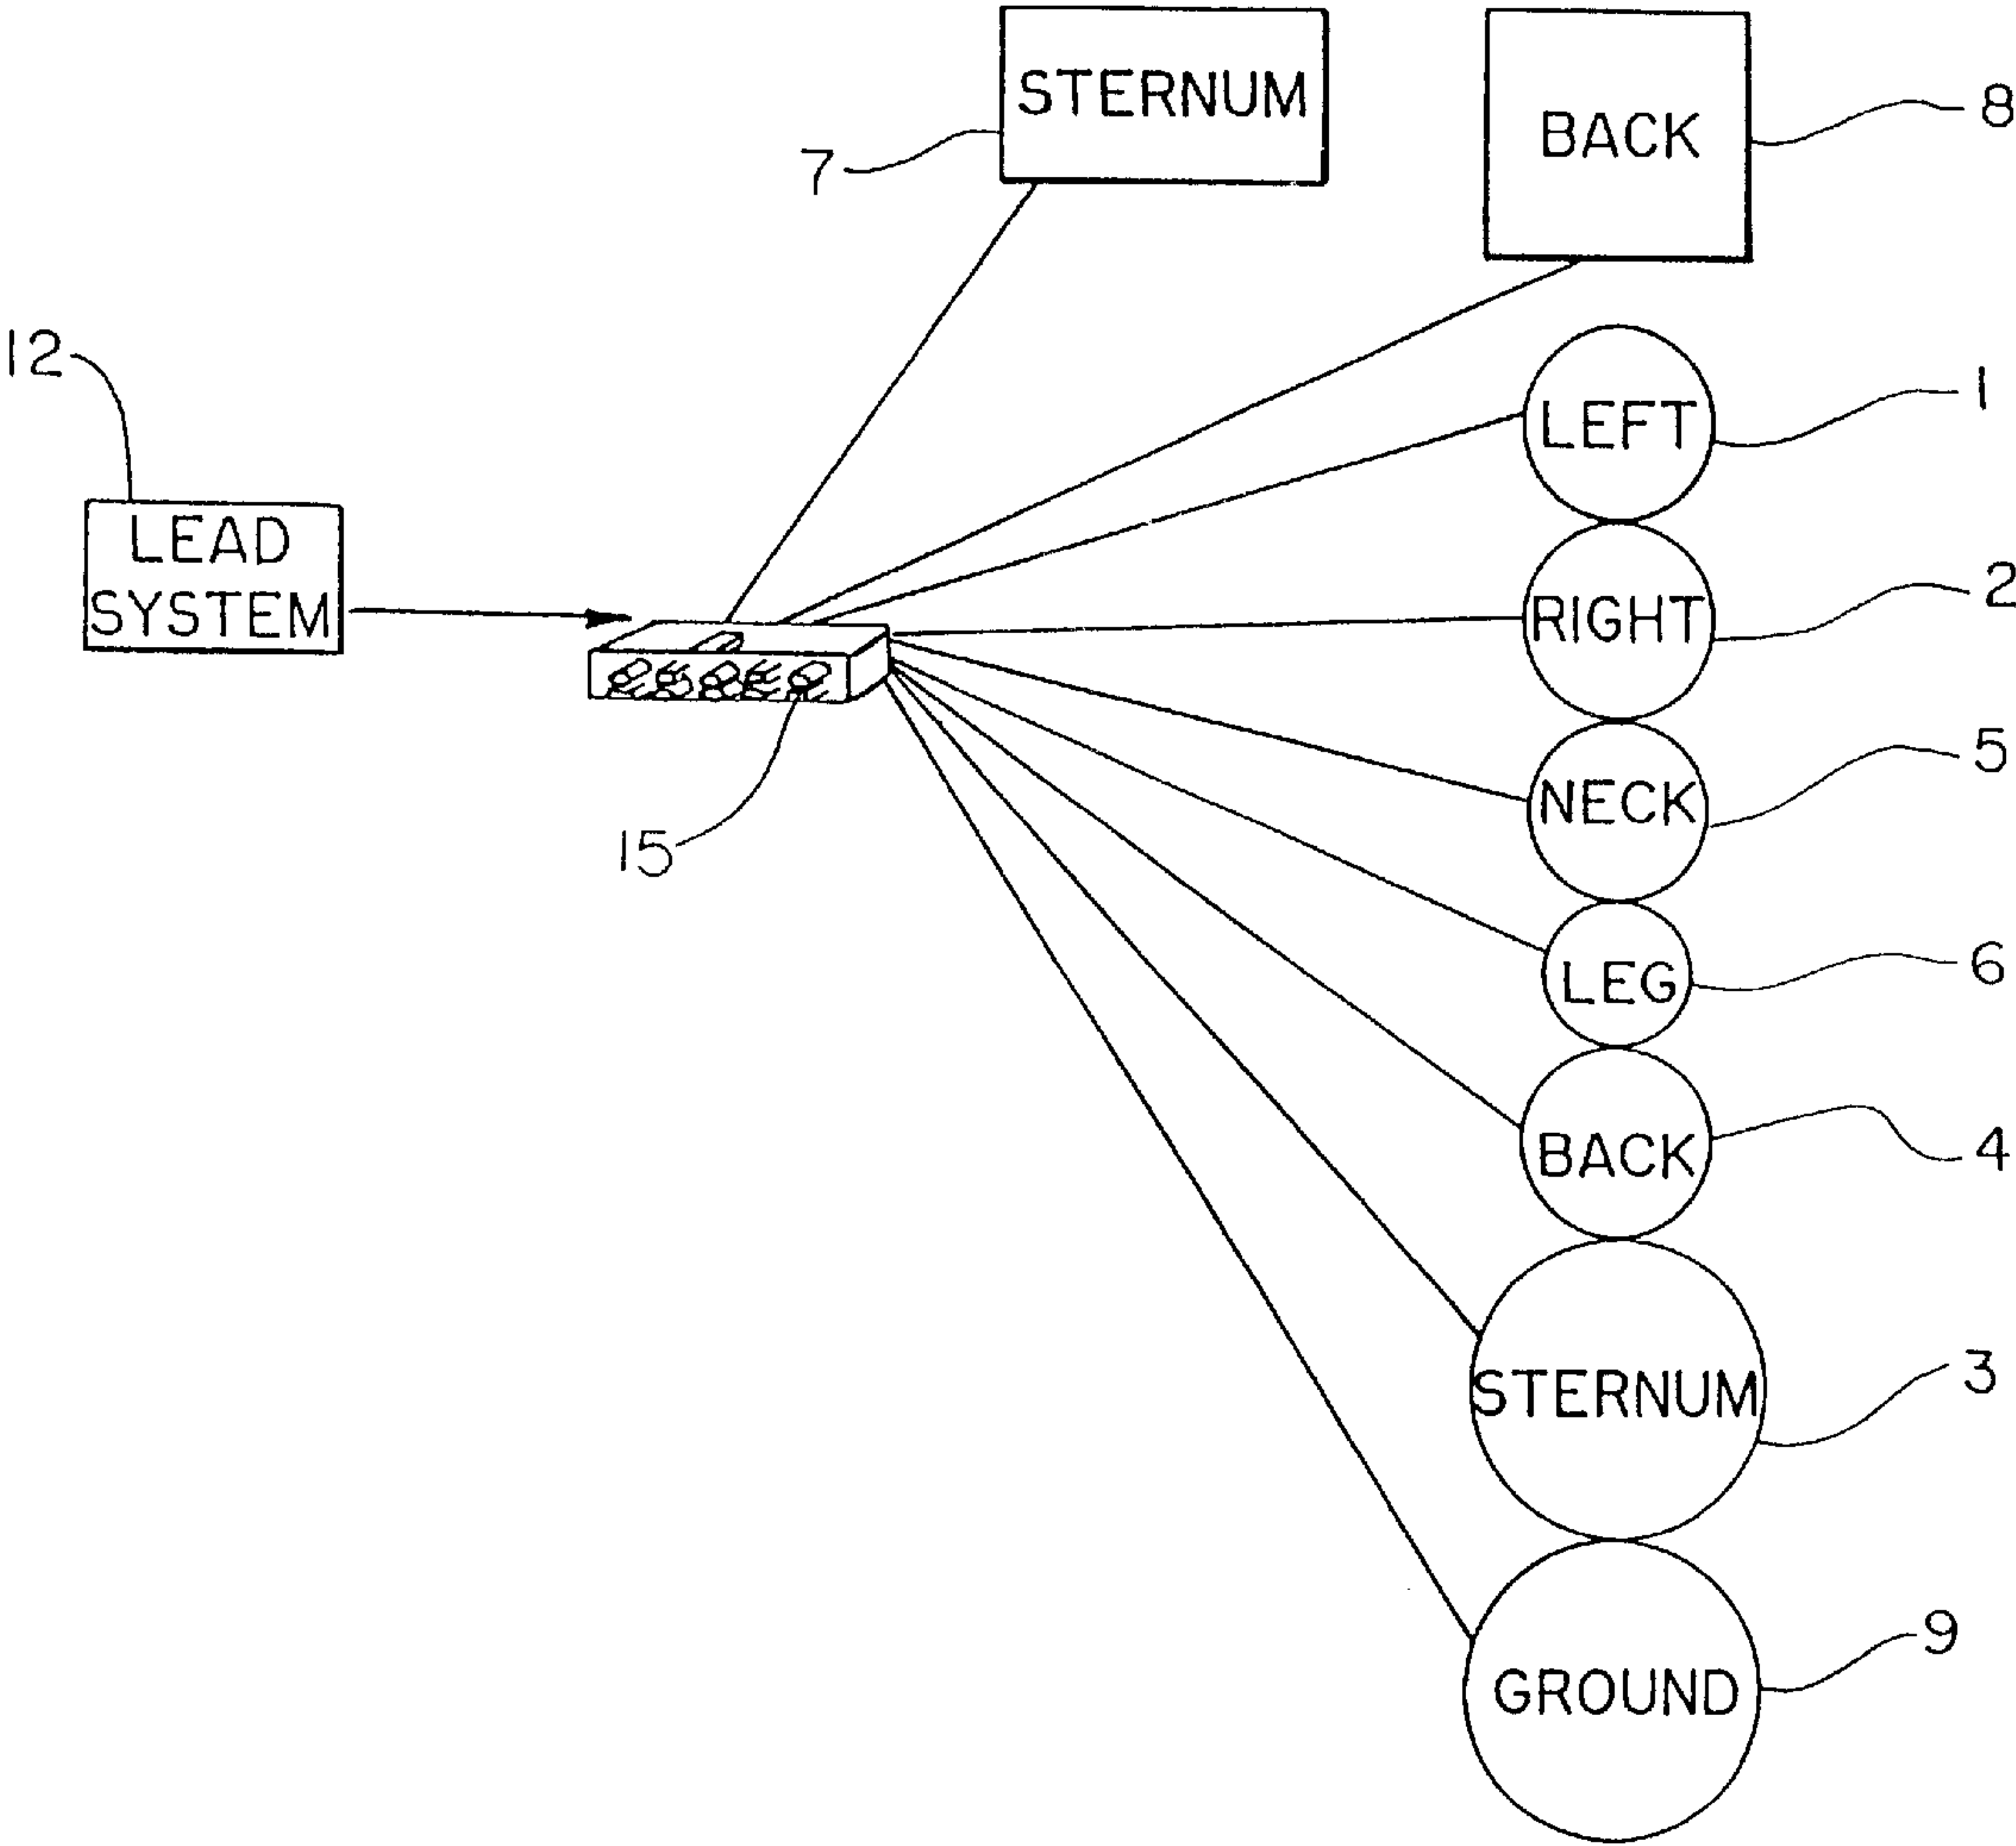 STERNUM
7
BACK
8
12
LEAD
SYSTEM
LEFT
1
RIGHT
2
NECK
5
15
LEG
6
BACK
4
STERNUM
3
GROUND
9